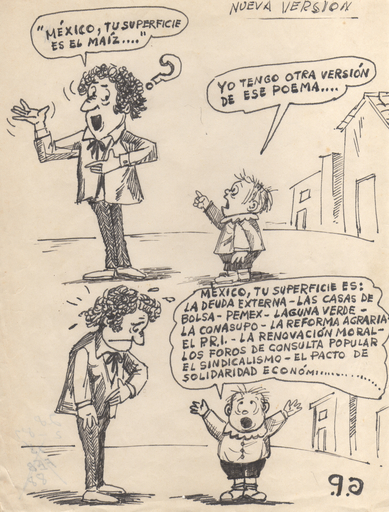 NUEVA VERSION
"MÉXICO, TU SUPERFICIE
ES EL MAÍZ...."
?
YO TENGO OTRA VERSIÓN
DE ESE POEMA....
MÉXICO, TU SUPERFICIE ES:
LA DEUDA EXTERNA-LAS CASAS DE
BOLSA-PEMEX-LAGUNA VERDE-
LA CONASUPO-LA REFORMA AGRARIA-
EL P.R.I.-LA RENOVACIÓN MORAL-
LOS FOROS DE CONSULTA POPULAR
EL SINDICALISMO-EL PACTO DE
SOLIDARIDAD ECONÓMI............